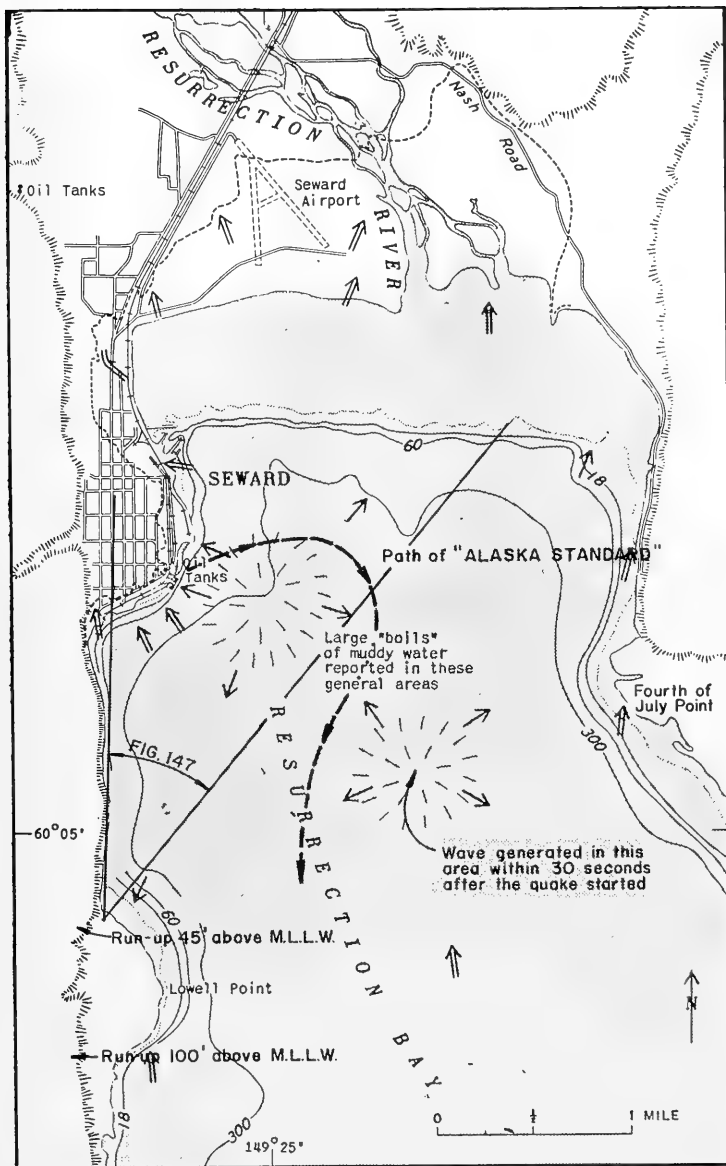 RESURRECTION
RIVER
Nash
Road
Oil Tanks
Seward
Airport
60
18
SEWARD
Path of "ALASKA STANDARD"
Oil
Tanks
Large "boils"
of muddy water
reported in these
general areas
Fourth of
July Point
300
FIG. 147
RESURRECTION BAY
60°05'
Wave generated in this
area within 30 seconds
after the quake started
60
Run-up 45' above M.L.L.W.
Lowell Point
N
Run-up 100' above M.L.L.W.
18
300
149°25'
0 ½ 1 MILE